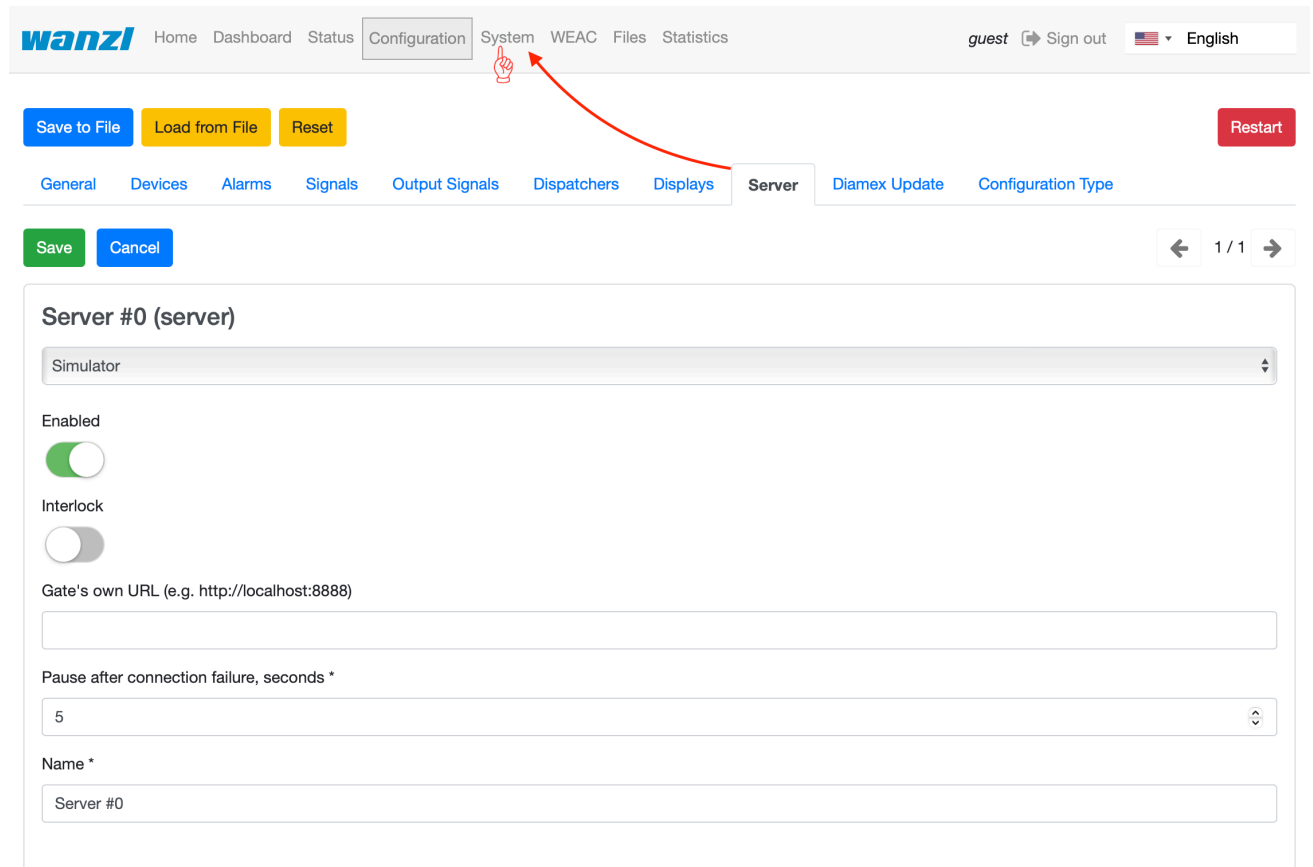 wanzl Home Dashboard Status Configuration System WEAC Files Statistics guest Sign out English
Save to File Load from File Reset Restart
General Devices Alarms Signals Output Signals Dispatchers Displays Server Diamex Update Configuration Type
Save Cancel 1 / 1
Server #0 (server)
Simulator
Enabled
Interlock
Gate's own URL (e.g. http://localhost:8888)
Pause after connection failure, seconds *
5
Name *
Server #0